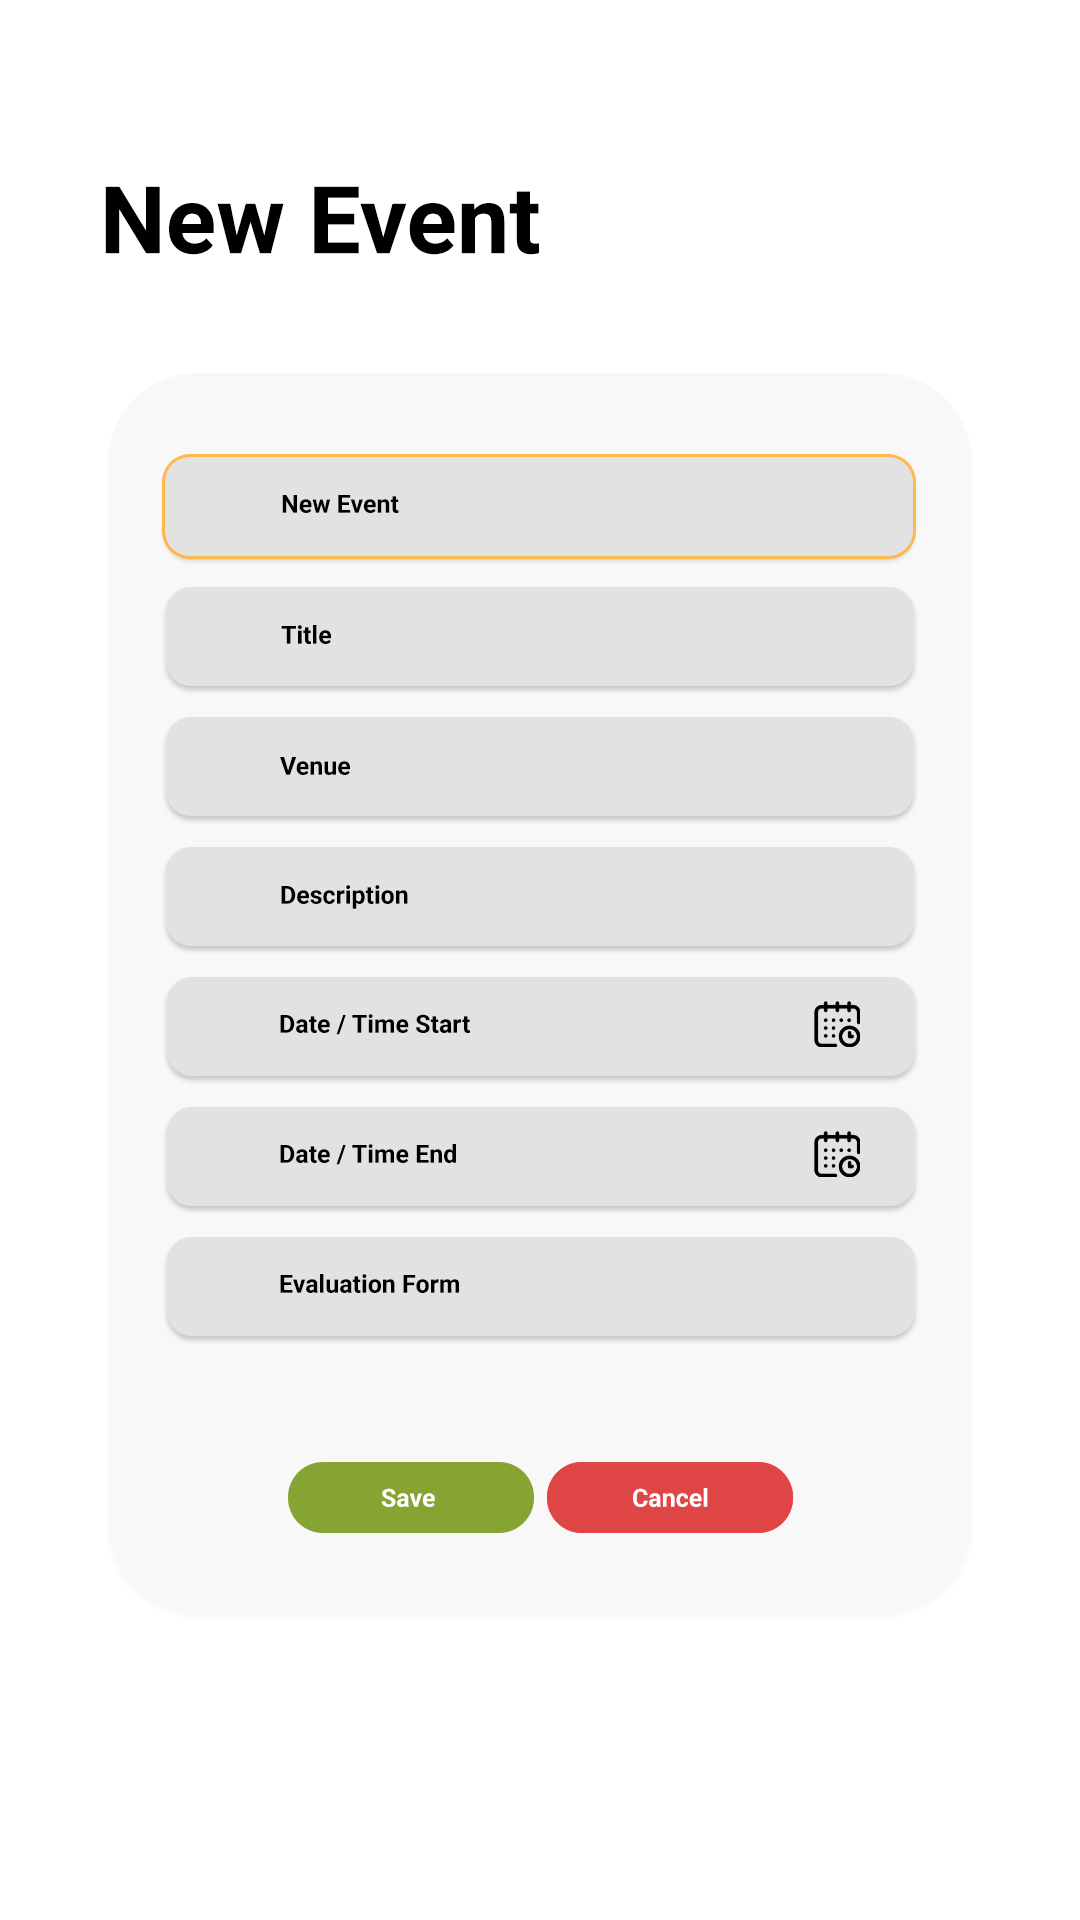 New Event
New Event
Title
Venue
Description
Date / Time Start
Date / Time End
Evaluation Form
Save
Cancel